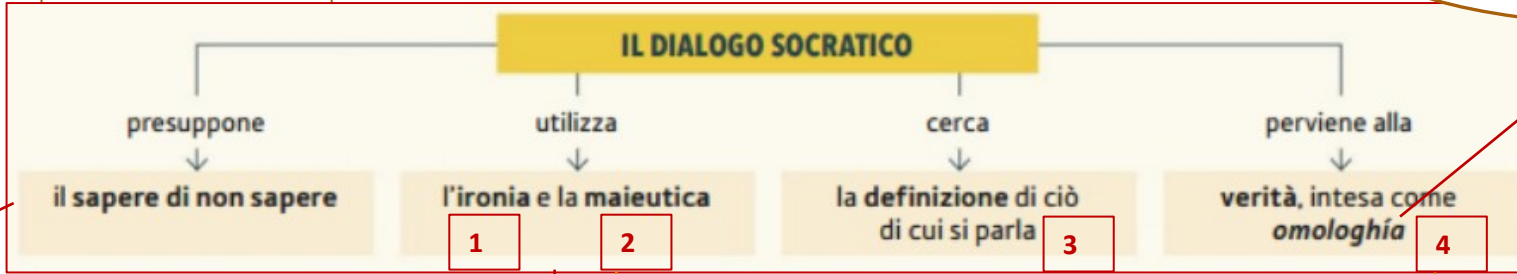 IL DIALOGO SOCRATICO
presuppone
il sapere di non sapere
utilizza
l'ironia e la maieutica
1
2
cerca
la definizione di ciò
di cui si parla
3
perviene alla
verità, intesa come
omologhía
4